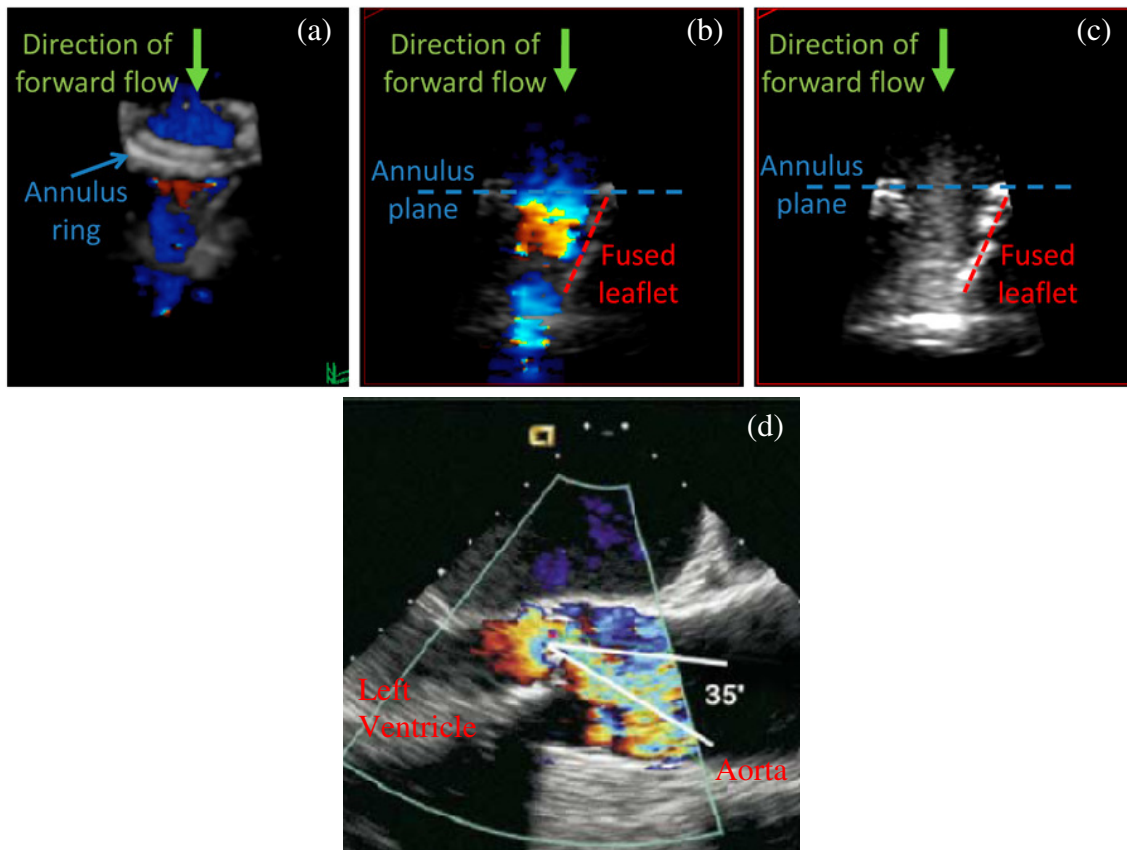 (a)
Direction of
forward flow
Annulus
ring
(b)
Direction of
forward flow
Annulus
plane
Fused
leaflet
(c)
Direction of
forward flow
Annulus
plane
Fused
leaflet
(d)
35'
Left
Ventricle
Aorta